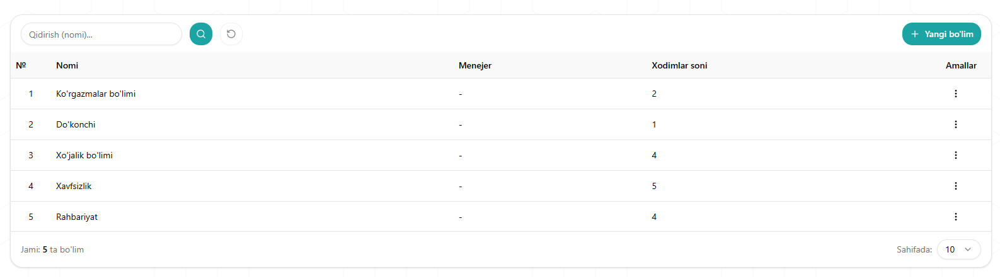 Qidirish (nomi)...
Yangi bo'lim
№ Nomi Menejer Xodimlar soni Amallar
1 Ko'rgazmalar bo'limi - 2
2 Do'konchi - 1
3 Xo'jalik bo'limi - 4
4 Xavfsizlik - 5
5 Rahbariyat - 4
Jami: 5 ta bo'lim
Sahifada: 10